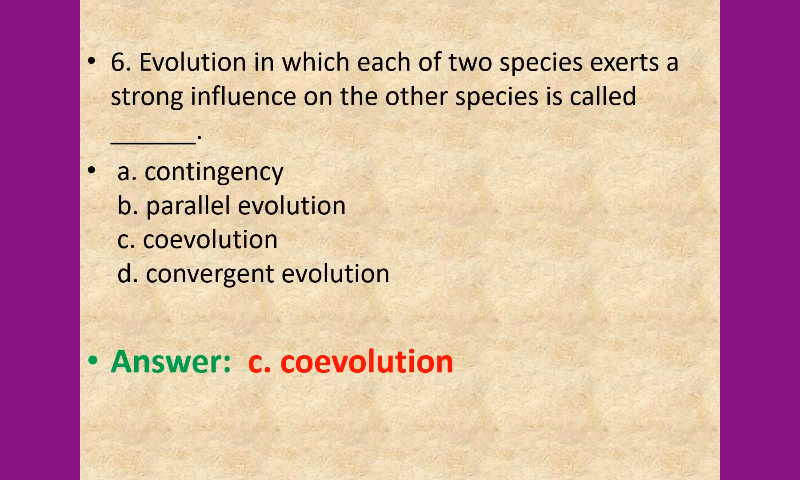 • 6. Evolution in which each of two species exerts a
strong influence on the other species is called
______.
• a. contingency
b. parallel evolution
c. coevolution
d. convergent evolution
• Answer: c. coevolution